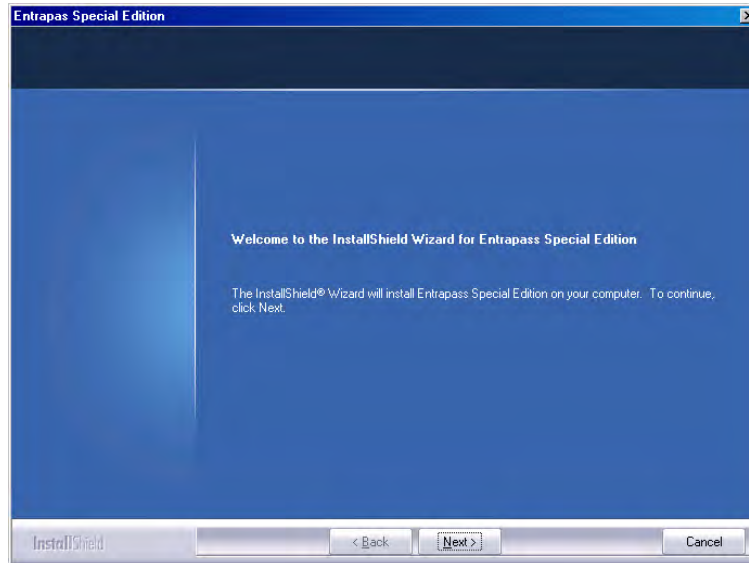 Entrapas Special Edition
Welcome to the InstallShield Wizard for Entrapass Special Edition
The InstallShield® Wizard will install Entrapass Special Edition on your computer. To continue,
click Next.
InstallShield
< Back
Next >
Cancel